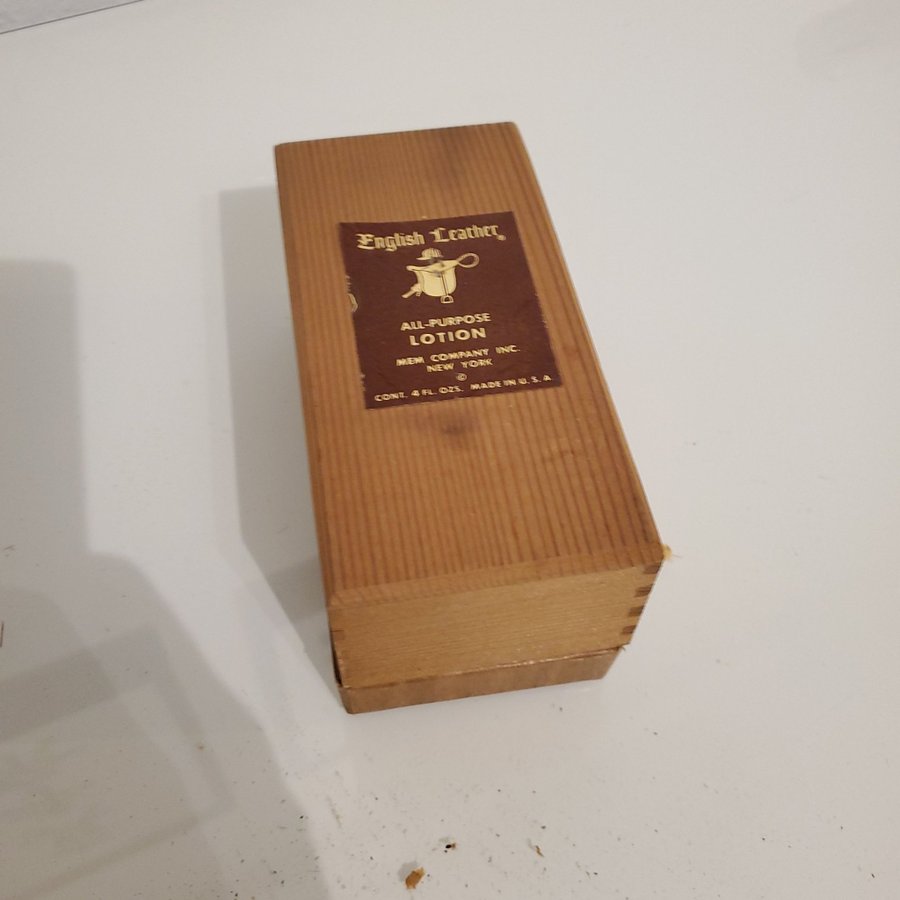 English Leather®
ALL-PURPOSE
LOTION
MEM COMPANY INC.
NEW YORK
©
CONT. 4 FL. OZS. MADE IN U.S.A